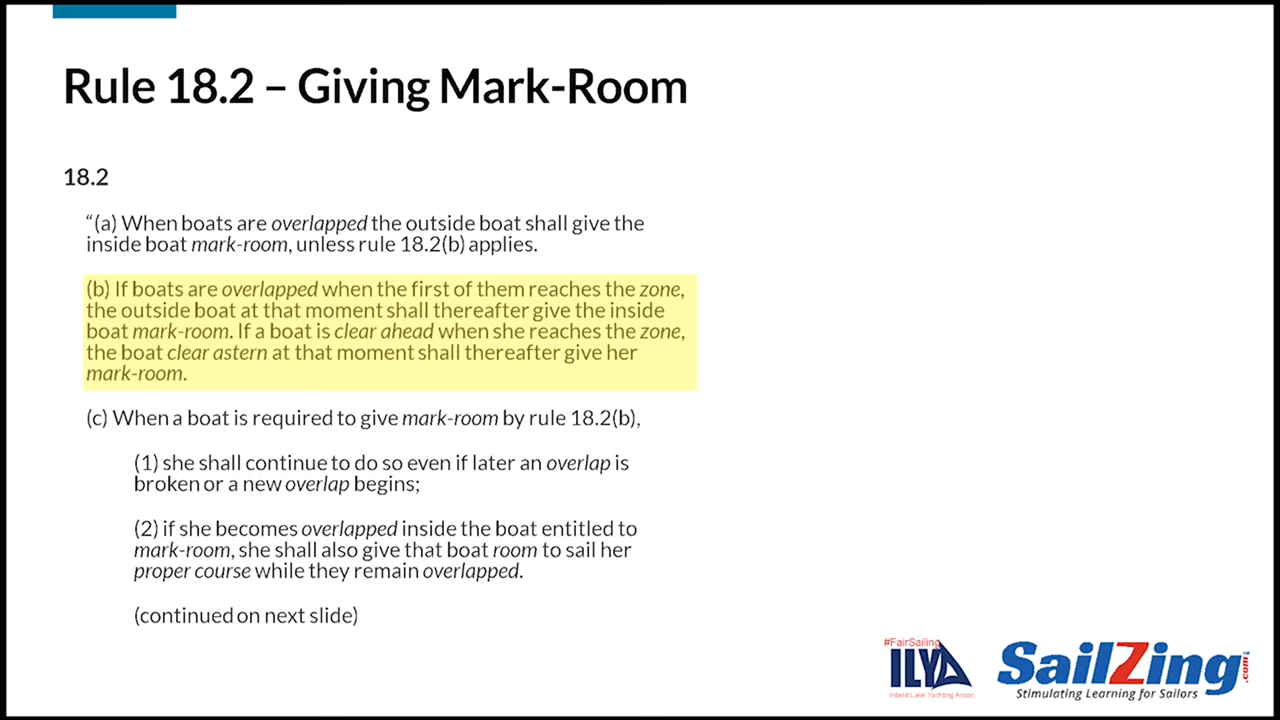 Rule 18.2 – Giving Mark-Room
18.2
“(a) When boats are overlapped the outside boat shall give the
inside boat mark-room, unless rule 18.2(b) applies.
(b) If boats are overlapped when the first of them reaches the zone,
the outside boat at that moment shall thereafter give the inside
boat mark-room. If a boat is clear ahead when she reaches the zone,
the boat clear astern at that moment shall thereafter give her
mark-room.
(c) When a boat is required to give mark-room by rule 18.2(b),
(1) she shall continue to do so even if later an overlap is
broken or a new overlap begins;
(2) if she becomes overlapped inside the boat entitled to
mark-room, she shall also give that boat room to sail her
proper course while they remain overlapped.
(continued on next slide)
#FairSailing
ILYA
Inland Lake Yachting Assoc.
SailZing.com
Stimulating Learning for Sailors